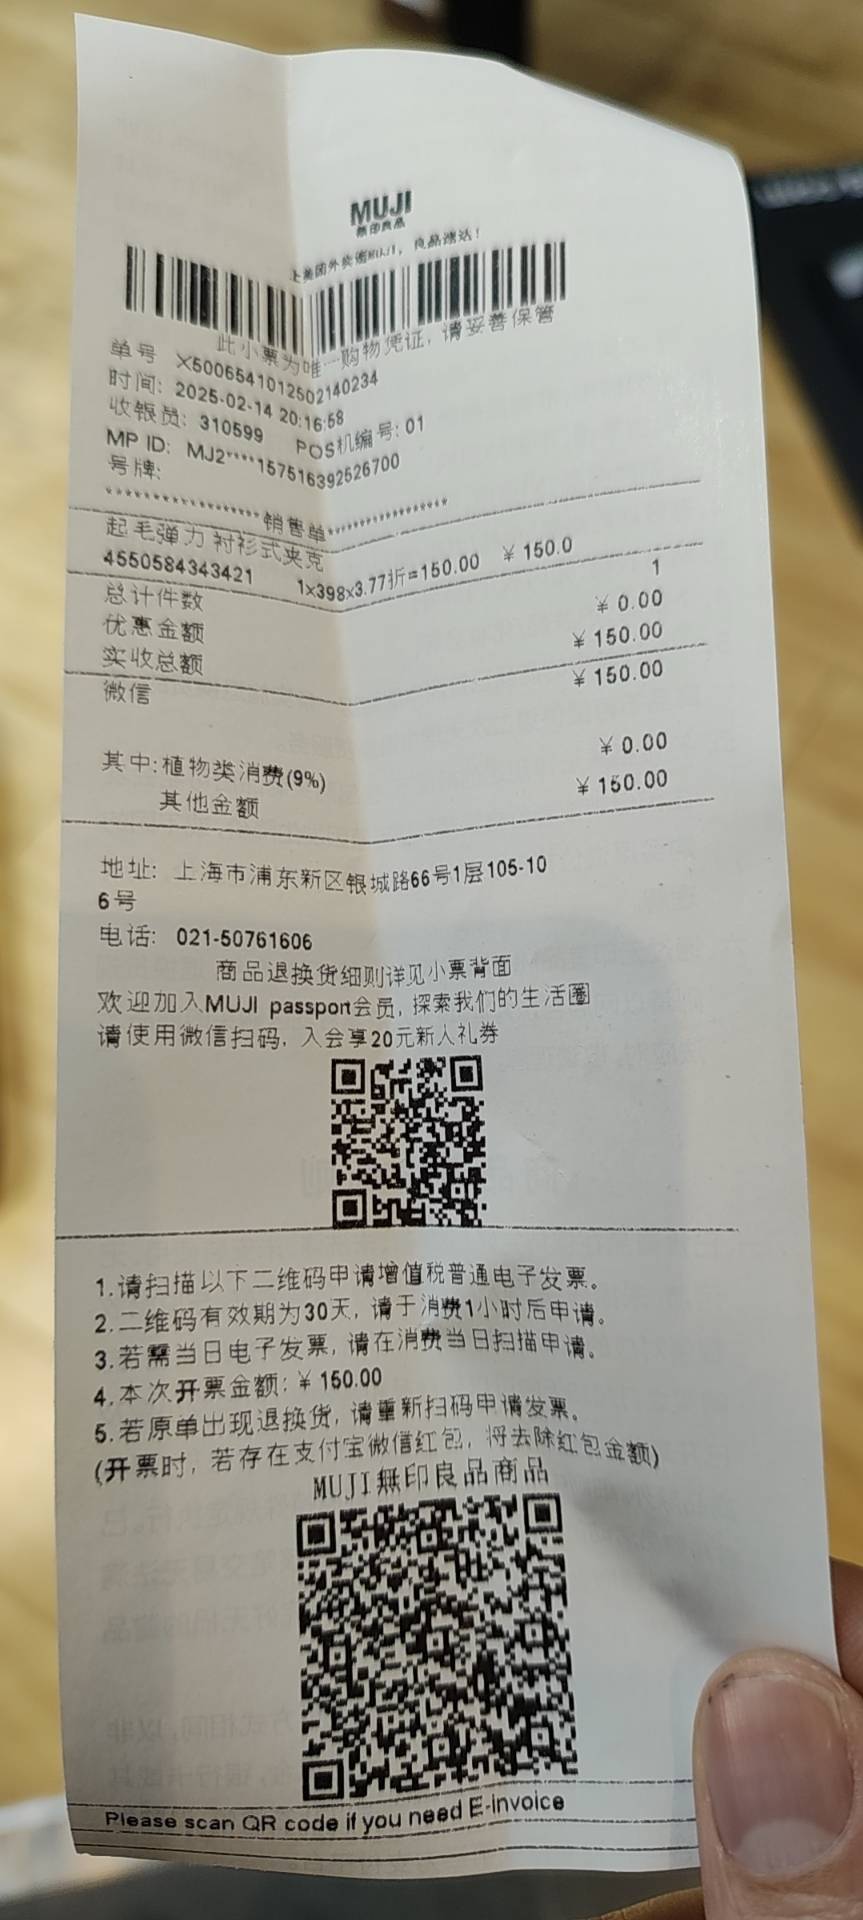 MUJI
無印良品
上美团外卖搜MUJI，良品速达！
此小票为唯一购物凭证，请妥善保管
单号 X5006541012502140234
时间: 2025-02-14 20:16:58
收银员: 310599 POS机编号: 01
MP ID: MJ2****157516392526700
号牌:
******************销售单******************
起毛弹力 衬衫式夹克
4550584343421 1x398x3.77折=150.00 ￥150.0
总计件数 1
优惠金额 ￥0.00
实收总额 ￥150.00
微信 ￥150.00
其中:植物类消费(9%) ￥0.00
其他金额 ￥150.00
地址: 上海市浦东新区银城路66号1层105-10
6号
电话: 021-50761606
商品退换货细则详见小票背面
欢迎加入MUJI passport会员, 探索我们的生活圈
请使用微信扫码, 入会享20元新人礼券
1.请扫描以下二维码申请增值税普通电子发票。
2.二维码有效期为30天, 请于消费1小时后申请。
3.若需当日电子发票, 请在消费当日扫描申请。
4.本次开票金额: ￥150.00
5.若原单出现退换货, 请重新扫码申请发票。
(开票时, 若存在支付宝微信红包, 将去除红包金额)
MUJI無印良品商品
Please scan QR code if you need E-Invoice